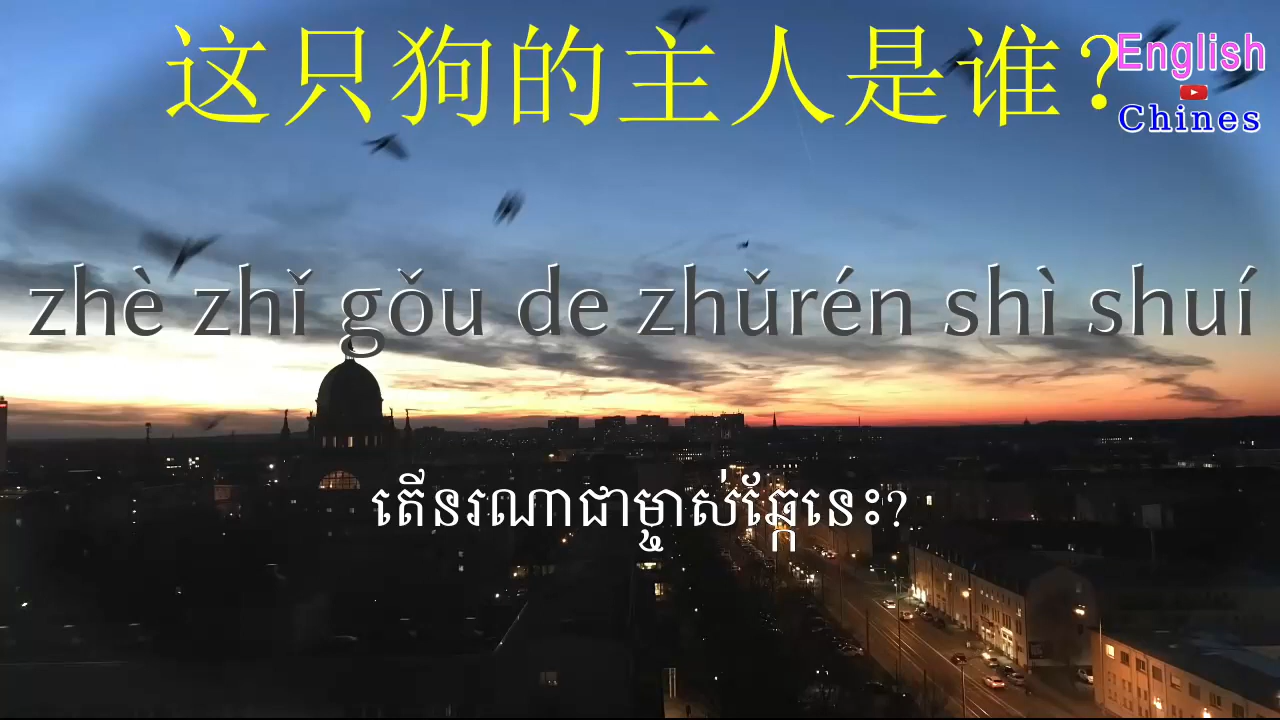 这只狗的主人是谁?
English
Chines
zhè zhǐ gǒu de zhǔrén shì shuí
តើនរណាជាម្ចាស់ឆ្កែនេះ?